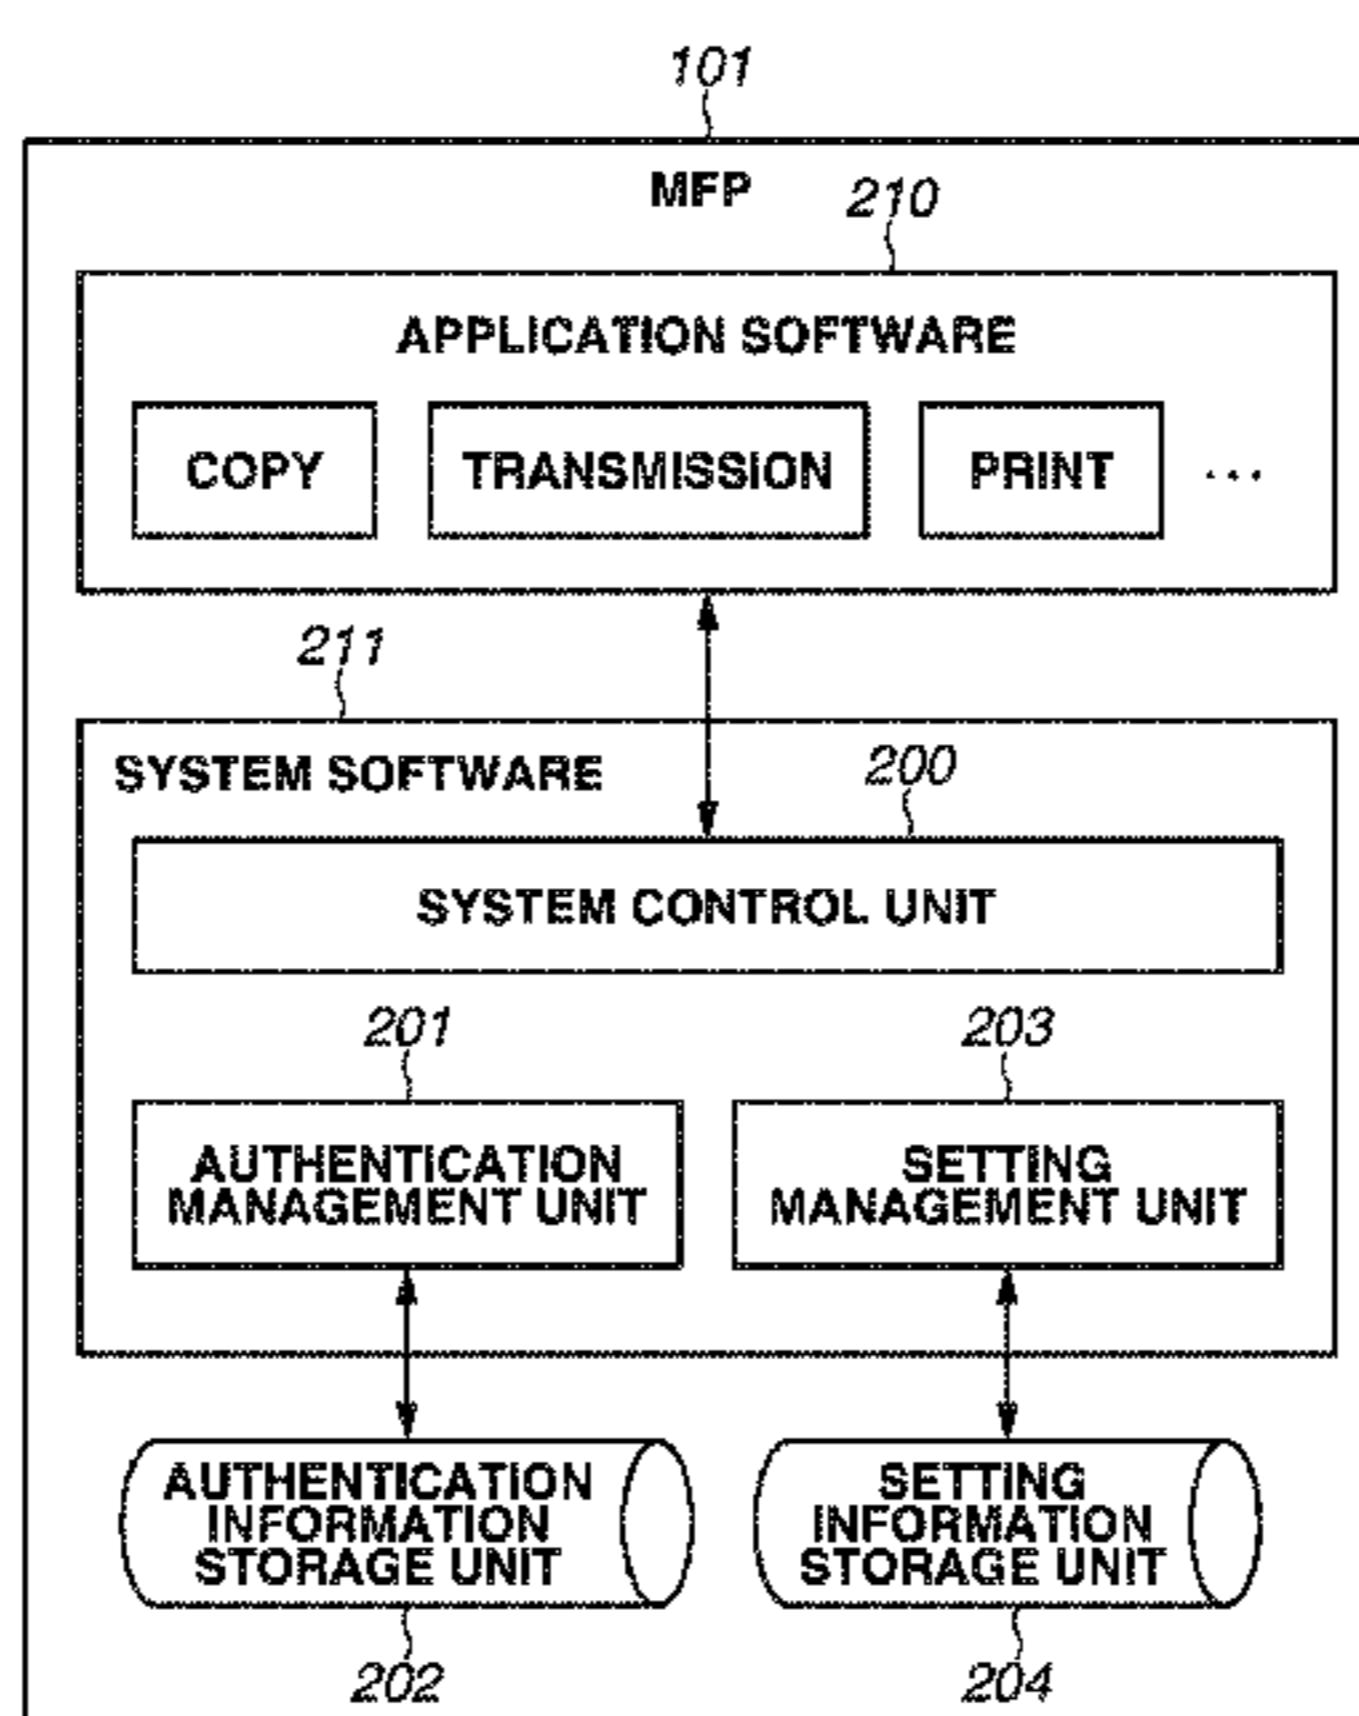 101
MFP
210
APPLICATION SOFTWARE
COPY
TRANSMISSION
PRINT
...
211
SYSTEM SOFTWARE
200
SYSTEM CONTROL UNIT
201
203
AUTHENTICATION
MANAGEMENT UNIT
SETTING
MANAGEMENT UNIT
AUTHENTICATION
INFORMATION
STORAGE UNIT
SETTING
INFORMATION
STORAGE UNIT
202
204